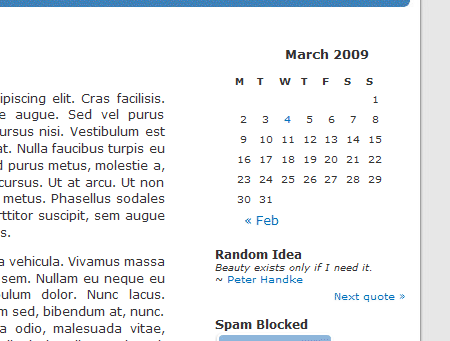 ipiscing elit. Cras facilisis.
e augue. Sed vel purus
ursus nisi. Vestibulum est
at. Nulla faucibus turpis eu
d purus metus, molestie a,
cursus. Ut at arcu. Ut non
metus. Phasellus sodales
rttitor suscipit, sem augue
s.
a vehicula. Vivamus massa
sem. Nullam eu neque eu
bulum dolor. Nunc lacus.
m sed, bibendum at, nunc.
a odio, malesuada vitae,
March 2009
M T W T F S S
1
2 3 4 5 6 7 8
9 10 11 12 13 14 15
16 17 18 19 20 21 22
23 24 25 26 27 28 29
30 31
« Feb
Random Idea
Beauty exists only if I need it.
~ Peter Handke
Next quote »
Spam Blocked